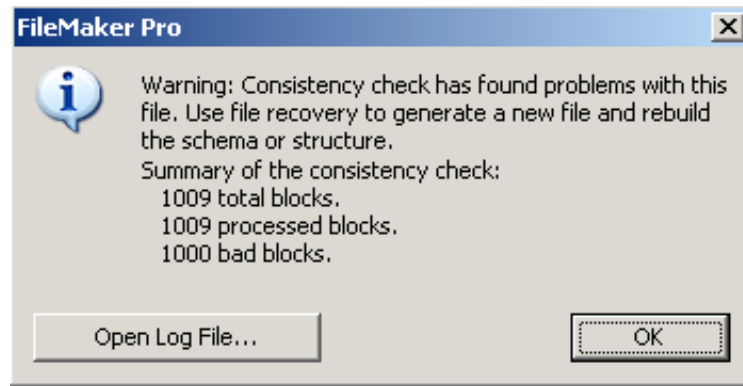 FileMaker Pro
Warning: Consistency check has found problems with this
file. Use file recovery to generate a new file and rebuild
the schema or structure.
Summary of the consistency check:
1009 total blocks.
1009 processed blocks.
1000 bad blocks.
Open Log File...
OK